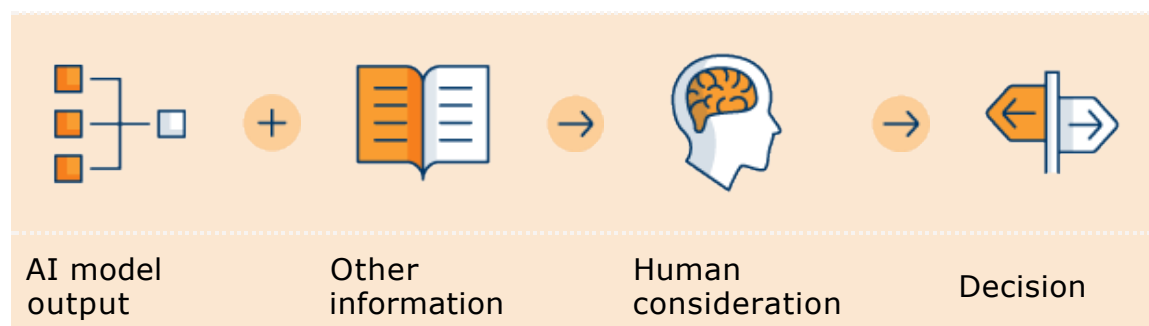 AI model
output
Other
information
Human
consideration
Decision